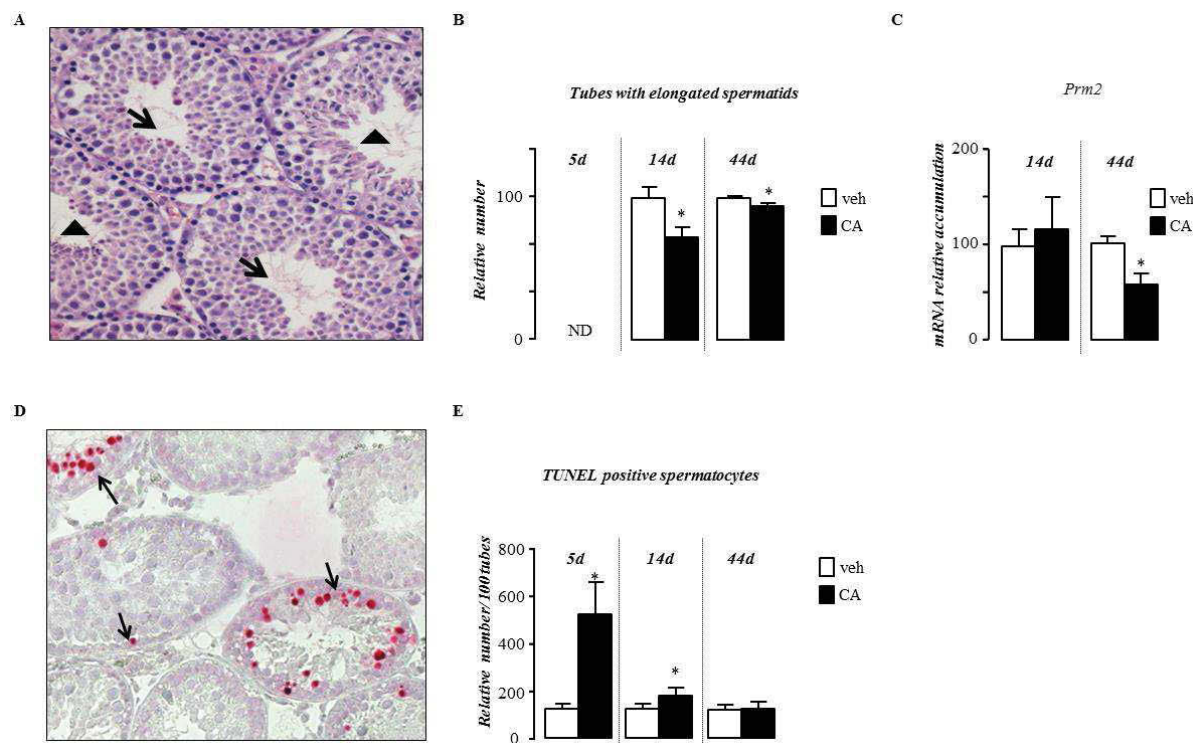 A
B
C
Tubes with elongated spermatids
Prm2
Relative number
100
0
5d
14d
44d
ND
*
*
veh
CA
mRNA relative accumulation
200
100
0
14d
44d
*
veh
CA
D
E
TUNEL positive spermatocytes
Relative number/100 tubes
800
600
400
200
0
5d
14d
44d
*
*
veh
CA